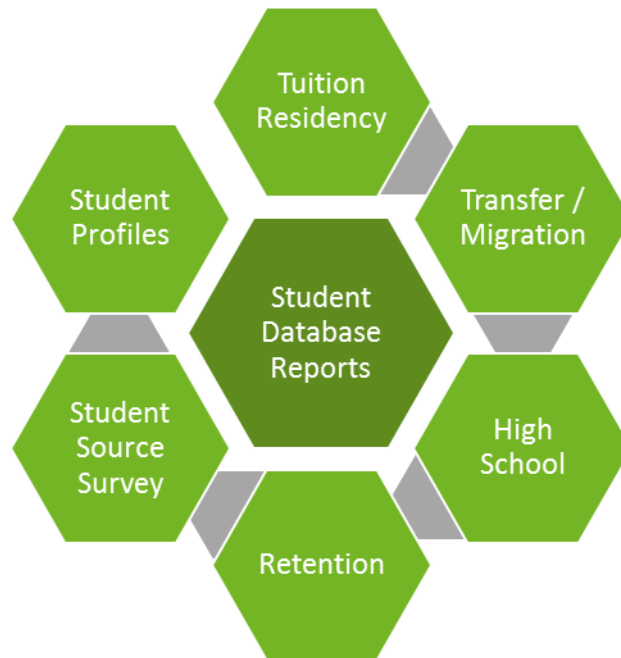 Tuition
Residency
Transfer /
Migration
High
School
Retention
Student
Source
Survey
Student
Profiles
Student
Database
Reports